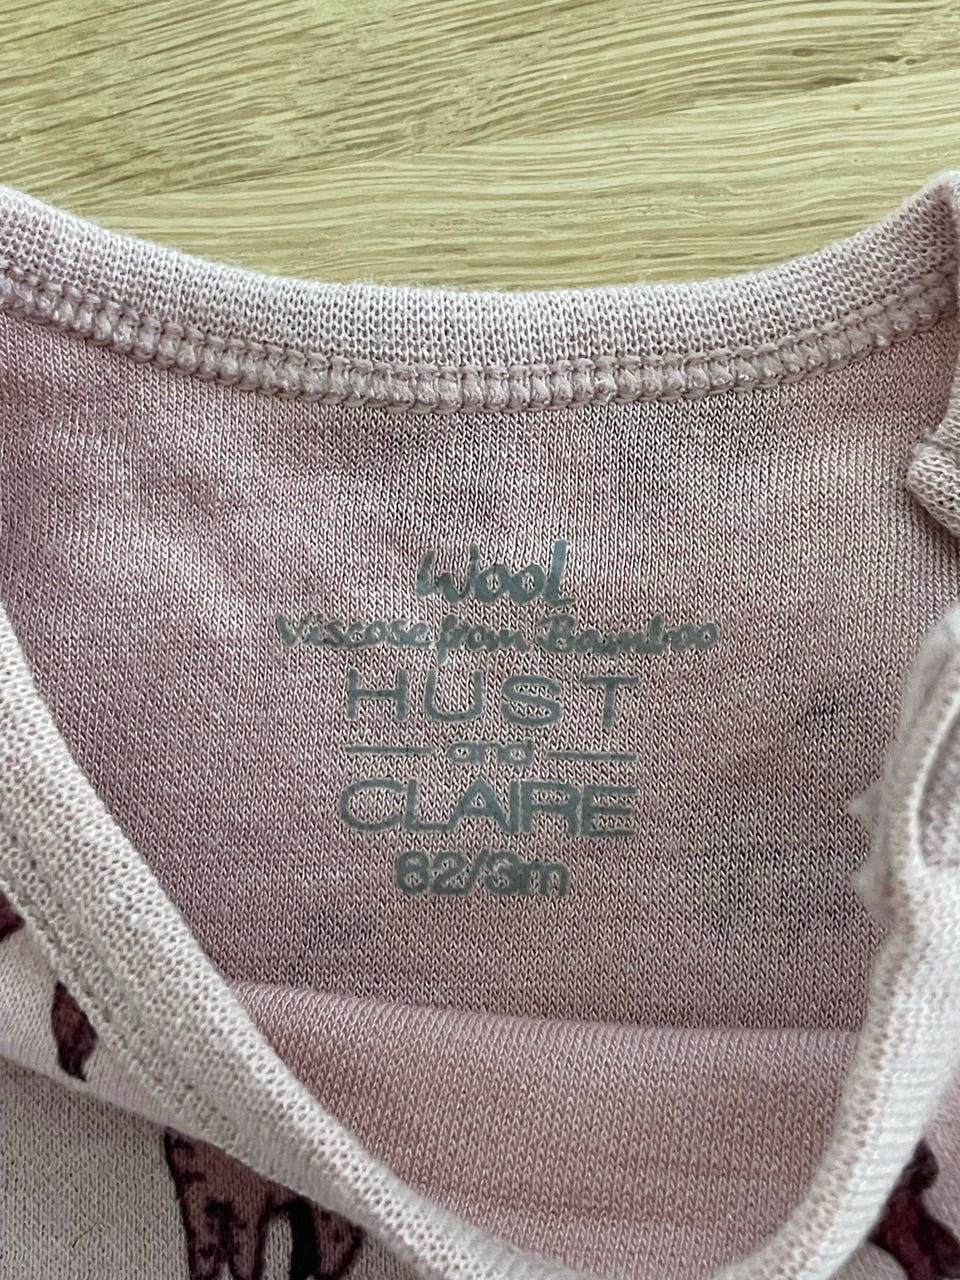 Wool
Viscose from Bamboo
HUST
and
CLAIRE
62/3m